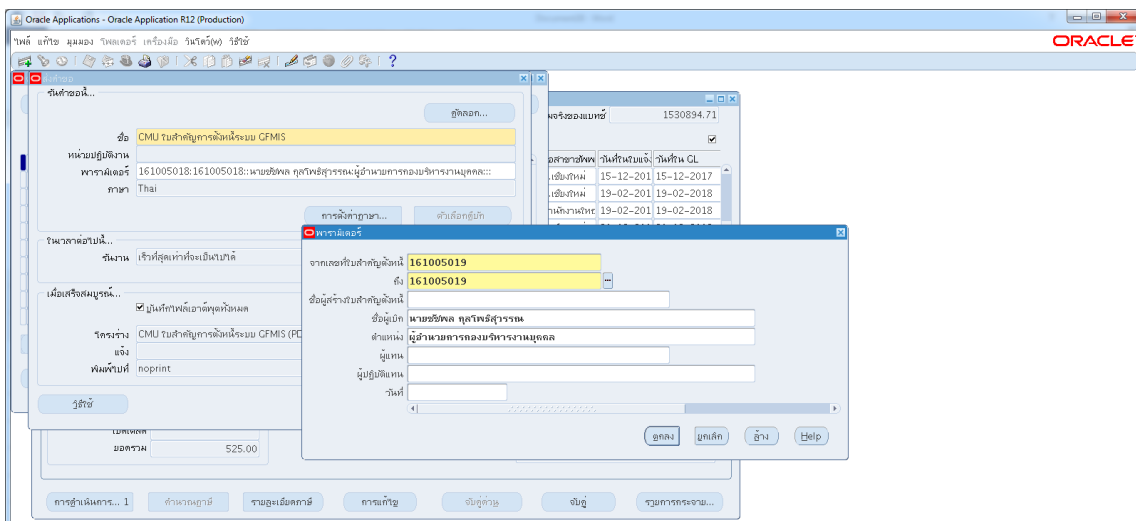 Oracle Applications - Oracle Application R12 (Production)
ไฟล์ แก้ไข มุมมอง โฟลเดอร์ เครื่องมือ วินโดว์(w) วิธีใช้
ORACLE
ส่งคำขอ
รันคำขอนี้...
คัดลอก...
ชื่อ CMU ใบสำคัญการตั้งหนี้ระบบ GFMIS
หน่วยปฏิบัติงาน
พารามิเตอร์ 161005018:161005018::นายชัชพล กุลโพธิสุวรรณ:ผู้อำนวยการกองบริหารงานบุคคล:::
ภาษา Thai
การตั้งค่าภาษา...
ในเวลาต่อไปนี้...
รันงาน เร็วที่สุดเท่าที่จะเป็นไปได้
เมื่อเสร็จสมบูรณ์...
บันทึกไฟล์เอาต์พุตทั้งหมด
โครงร่าง CMU ใบสำคัญการตั้งหนี้ระบบ GFMIS (PD
แจ้ง
พิมพ์ไปที่ noprint
วิธีใช้
1530894.71
วันที่ในใบแจ้ง วันที่ใน GL
15-12-201 15-12-2017
19-02-201 19-02-2018
19-02-201 19-02-2018
พารามิเตอร์
จากเลขที่ใบสำคัญตั้งหนี้ 161005019
ถึง 161005019
ชื่อผู้สร้างใบสำคัญตั้งหนี้
ชื่อผู้เบิก นายชัชพล กุลโพธิสุวรรณ
ตำแหน่ง ผู้อำนวยการกองบริหารงานบุคคล
ผู้แทน
ผู้ปฏิบัติแทน
วันที่
ตกลง ยกเลิก ล้าง Help
ยอดรวม 525.00
การดำเนินการ... 1 คำนวณภาษี รายละเอียดภาษี การแก้ไข จับคู่ด่วน จับคู่ รายการกระจาย...